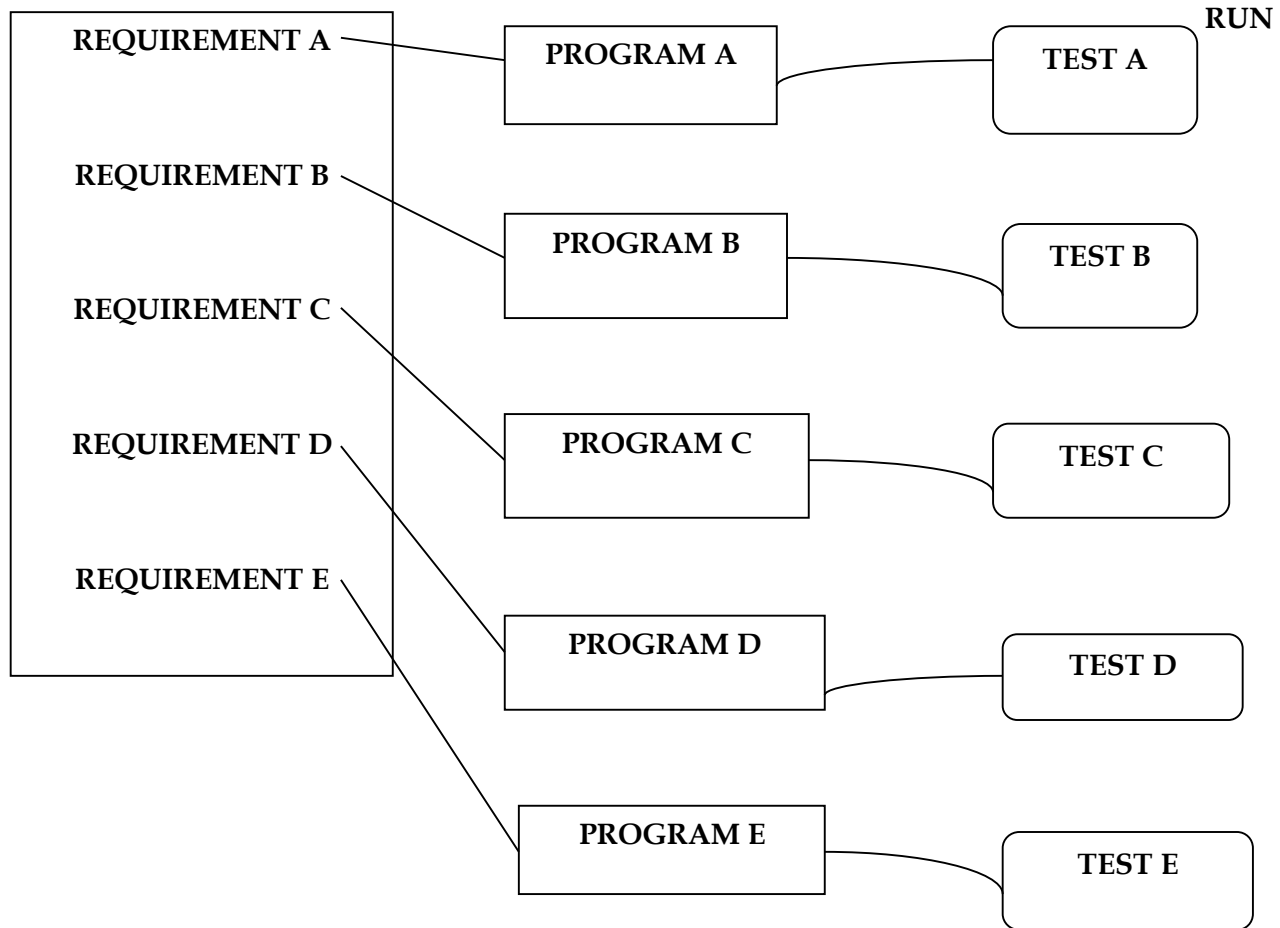 RUN
REQUIREMENT A
PROGRAM A
TEST A
REQUIREMENT B
PROGRAM B
TEST B
REQUIREMENT C
PROGRAM C
TEST C
REQUIREMENT D
PROGRAM D
TEST D
REQUIREMENT E
PROGRAM E
TEST E